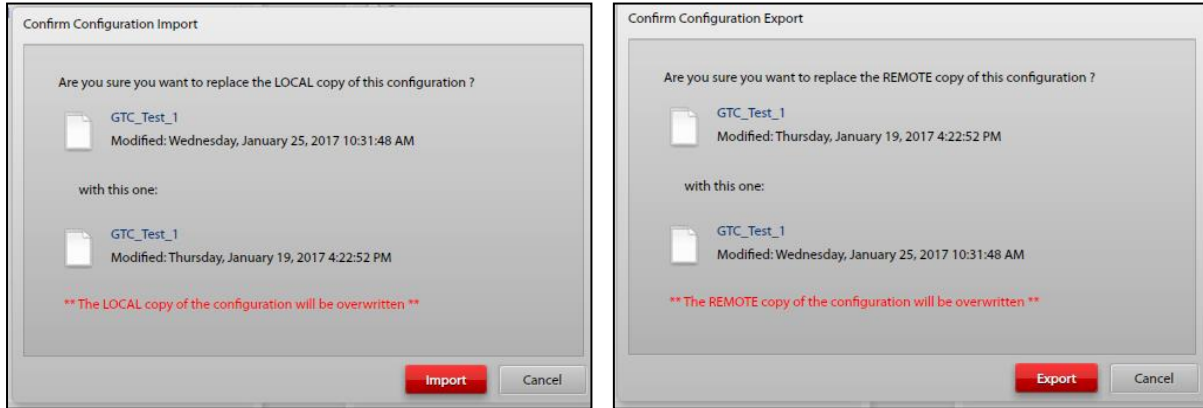 Confirm Configuration Import
Are you sure you want to replace the LOCAL copy of this configuration ?
GTC_Test_1
Modified: Wednesday, January 25, 2017 10:31:48 AM
with this one:
GTC_Test_1
Modified: Thursday, January 19, 2017 4:22:52 PM
** The LOCAL copy of the configuration will be overwritten **
Import
Cancel
Confirm Configuration Export
Are you sure you want to replace the REMOTE copy of this configuration ?
GTC_Test_1
Modified: Thursday, January 19, 2017 4:22:52 PM
with this one:
GTC_Test_1
Modified: Wednesday, January 25, 2017 10:31:48 AM
** The REMOTE copy of the configuration will be overwritten **
Export
Cancel